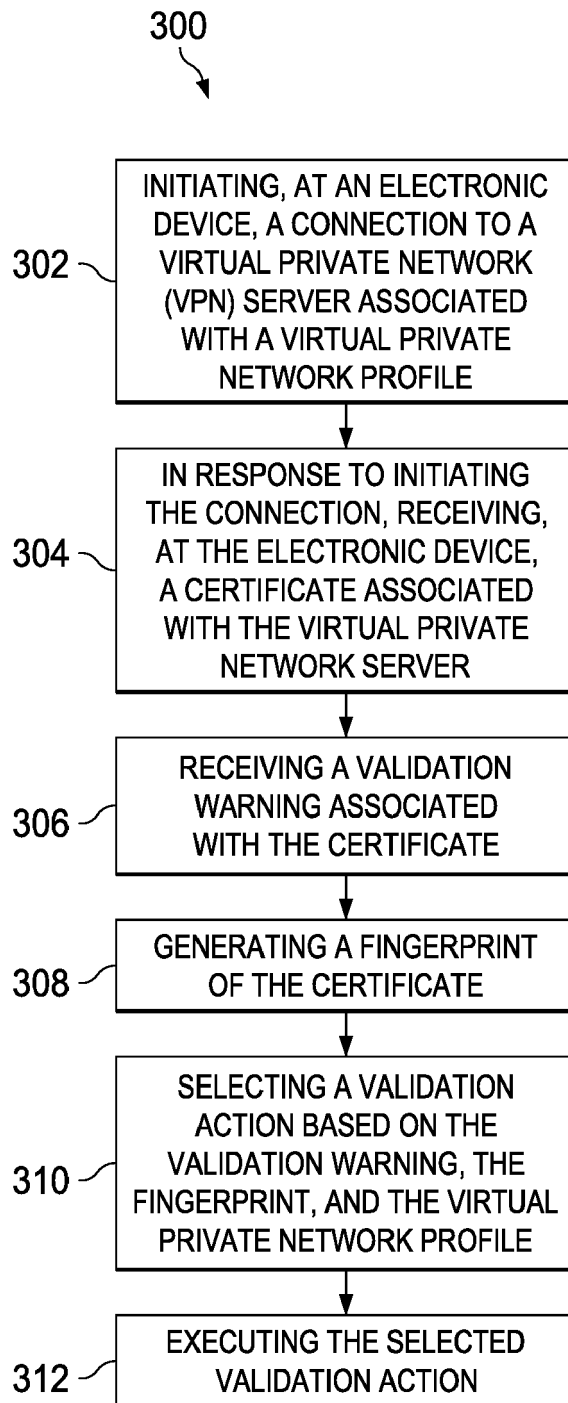 300
302
INITIATING, AT AN ELECTRONIC
DEVICE, A CONNECTION TO A
VIRTUAL PRIVATE NETWORK
(VPN) SERVER ASSOCIATED
WITH A VIRTUAL PRIVATE
NETWORK PROFILE
304
IN RESPONSE TO INITIATING
THE CONNECTION, RECEIVING,
AT THE ELECTRONIC DEVICE,
A CERTIFICATE ASSOCIATED
WITH THE VIRTUAL PRIVATE
NETWORK SERVER
306
RECEIVING A VALIDATION
WARNING ASSOCIATED
WITH THE CERTIFICATE
308
GENERATING A FINGERPRINT
OF THE CERTIFICATE
310
SELECTING A VALIDATION
ACTION BASED ON THE
VALIDATION WARNING, THE
FINGERPRINT, AND THE VIRTUAL
PRIVATE NETWORK PROFILE
312
EXECUTING THE SELECTED
VALIDATION ACTION